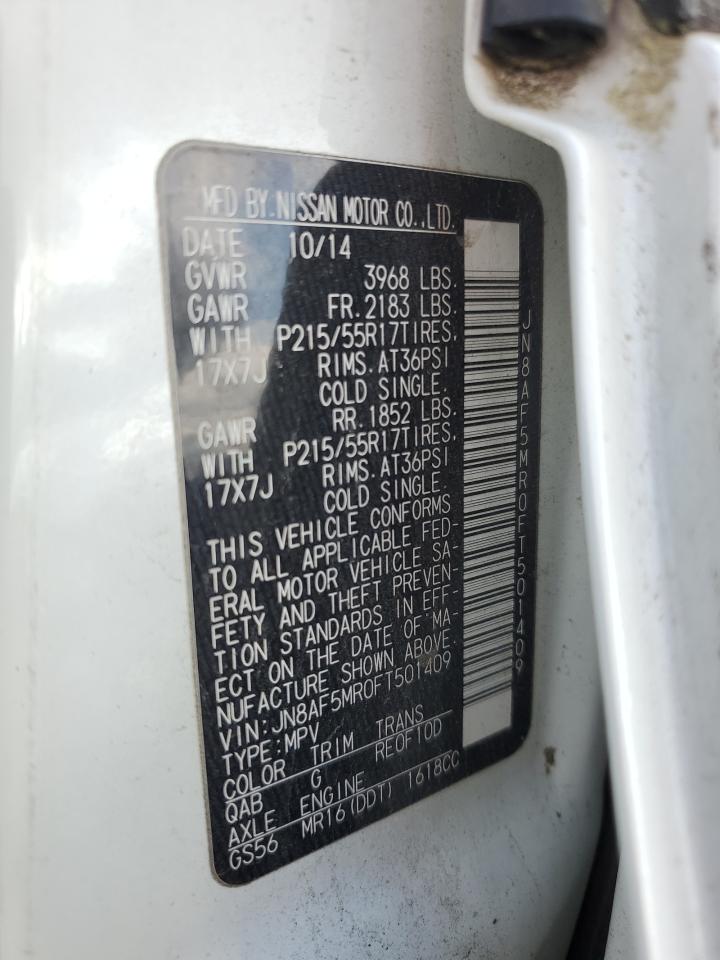 MFD BY.NISSAN MOTOR CO.,LTD.
DATE 10/14
GVWR 3968 LBS.
GAWR FR.2183 LBS.
WITH P215/55R17TIRES.
17X7J RIMS.AT36PSI
COLD SINGLE.
GAWR RR.1852 LBS.
WITH P215/55R17TIRES.
17X7J RIMS.AT36PSI
COLD SINGLE.
THIS VEHICLE CONFORMS
TO ALL APPLICABLE FED-
ERAL MOTOR VEHICLE SA-
FETY AND THEFT PREVEN-
TION STANDARDS IN EFF-
ECT ON THE DATE OF MA-
NUFACTURE SHOWN ABOVE
VIN:JN8AF5MR0FT501409
TYPE:MPV
COLOR TRIM TRANS
QAB G RE0F10D
AXLE ENGINE
GS56 MR16(DDT) 1618CC
JN8AF5MR0FT501409